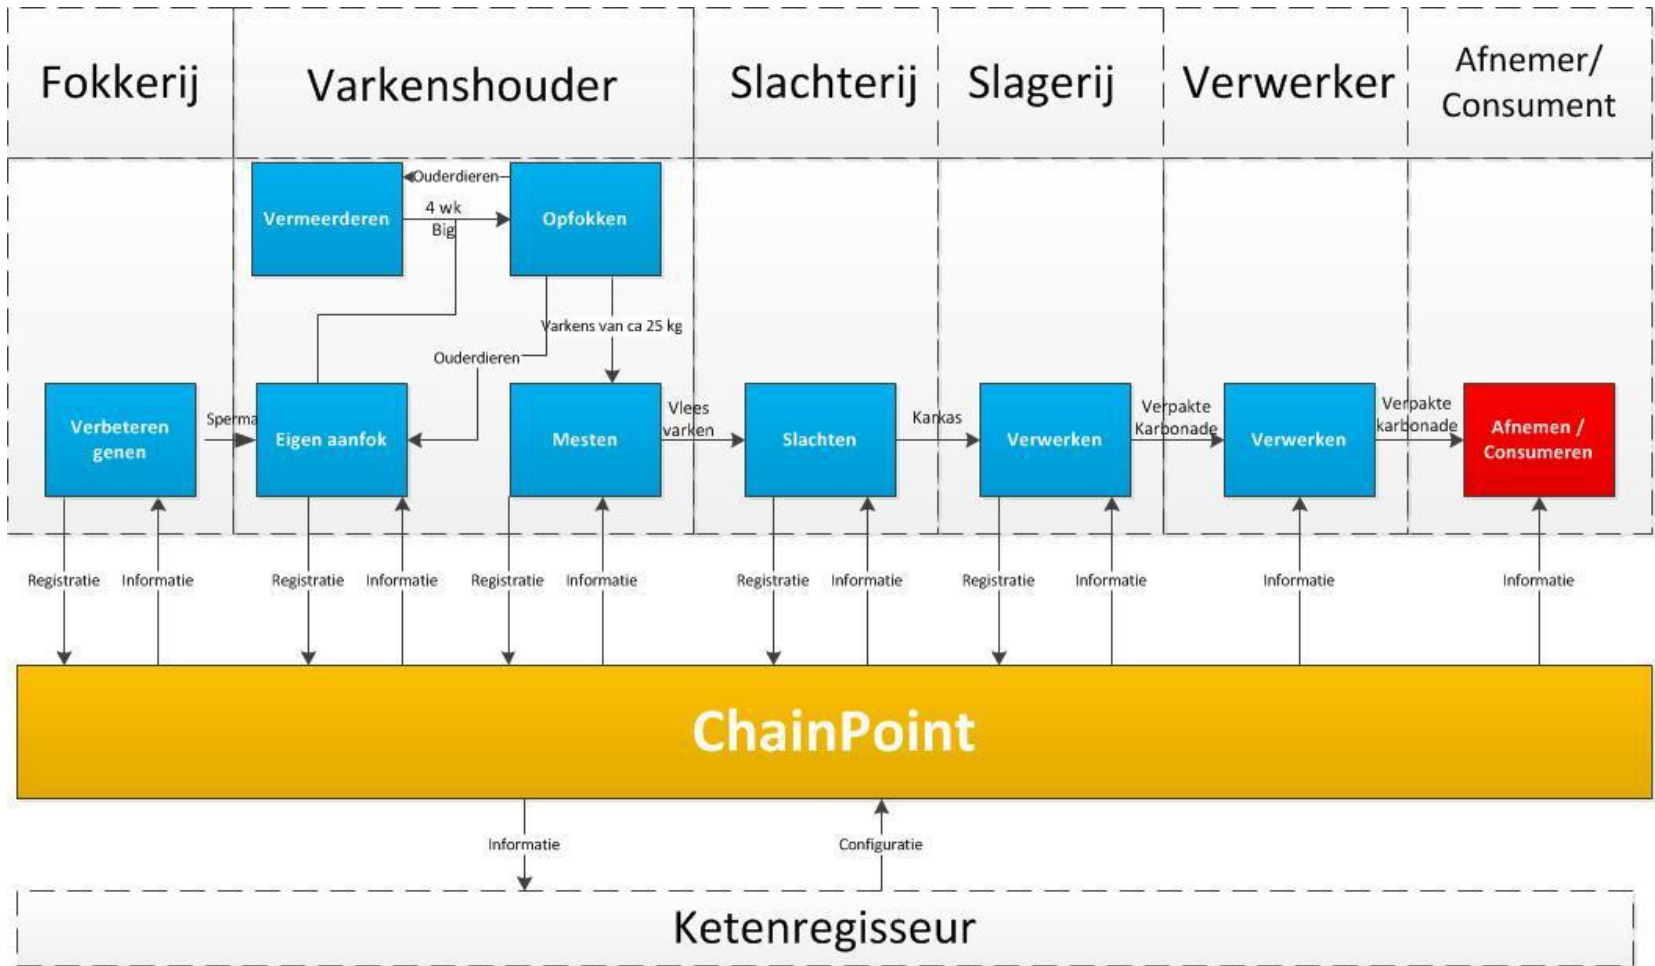 Fokkerij
Varkenshouder
Slachterij
Slagerij
Verwerker
Afnemer/
Consument
Vermeerderen
Ouderdieren
4 wk
Big
Opfokken
Varkens van ca 25 kg
Ouderdieren
Verbeteren
genen
Sperma
Eigen aanfok
Mesten
Vlees
varken
Slachten
Karkas
Verwerken
Verpakte
Karbonade
Verwerken
Verpakte
karbonade
Afnemen /
Consumeren
Registratie
Informatie
Registratie
Informatie
Registratie
Informatie
Registratie
Informatie
Registratie
Informatie
Informatie
Informatie
ChainPoint
Informatie
Configuratie
Ketenregisseur